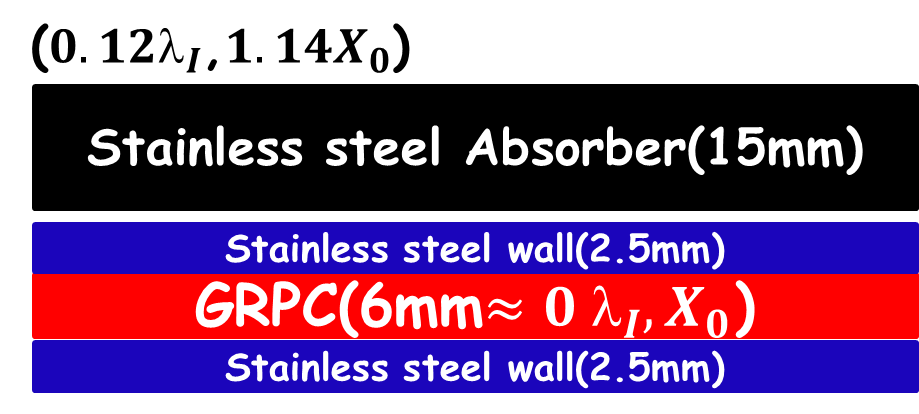 (0.12λ_I, 1.14X_0)
Stainless steel Absorber(15mm)
Stainless steel wall(2.5mm)
GRPC(6mm≈ 0 λ_I, X_0)
Stainless steel wall(2.5mm)